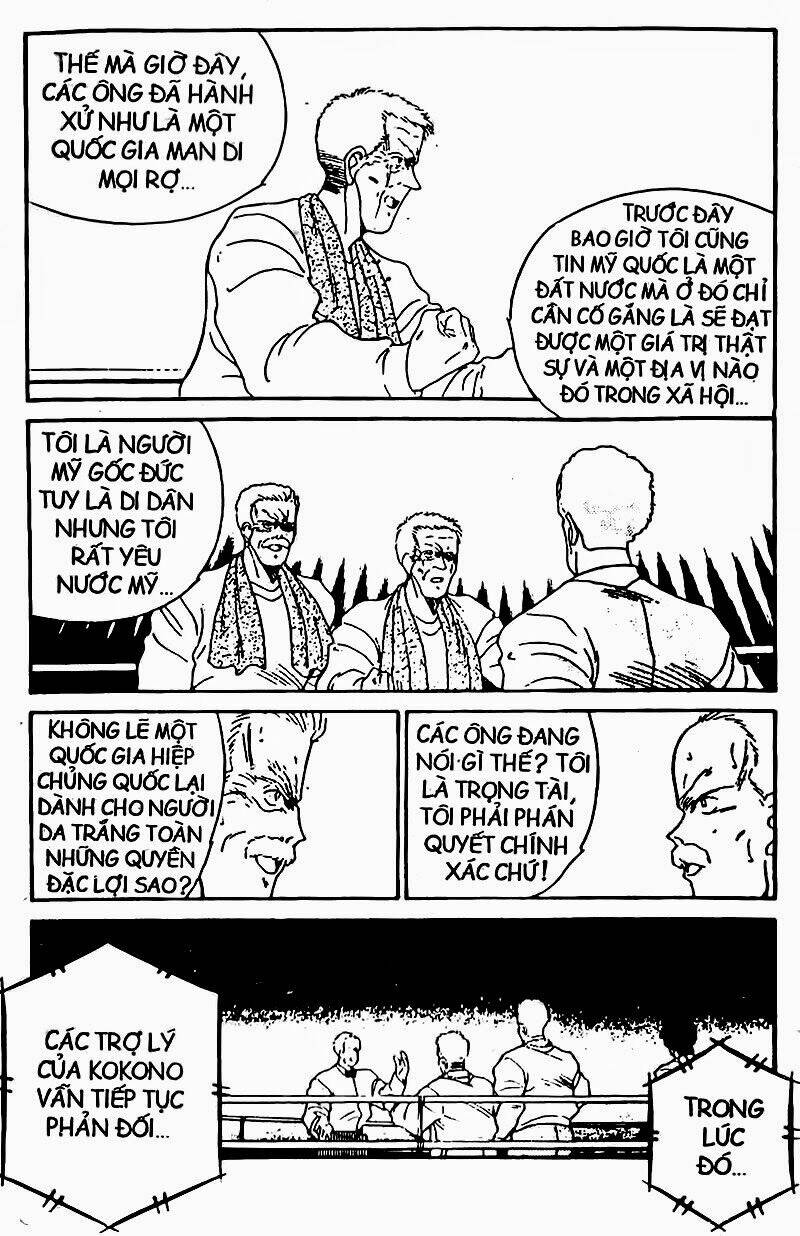 THẾ MÀ GIỜ ĐÂY,
CÁC ÔNG ĐÃ HÀNH
XỬ NHƯ LÀ MỘT
QUỐC GIA MAN DI
MỌI RỢ...
TRƯỚC ĐÂY
BAO GIỜ TÔI CŨNG
TIN MỸ QUỐC LÀ MỘT
ĐẤT NƯỚC MÀ Ở ĐÓ CHỈ
CẦN CỐ GẮNG LÀ SẼ ĐẠT
ĐƯỢC MỘT GIÁ TRỊ THẬT
SỰ VÀ MỘT ĐỊA VỊ NÀO
ĐÓ TRONG XÃ HỘI...
TÔI LÀ NGƯỜI
MỸ GỐC ĐỨC
TUY LÀ DI DÂN
NHƯNG TÔI
RẤT YÊU
NƯỚC MỸ...
KHÔNG LẼ MỘT
QUỐC GIA HIỆP
CHỦNG QUỐC LẠI
DÀNH CHO NGƯỜI
DA TRẮNG TOÀN
NHỮNG QUYỀN
ĐẶC LỢI SAO?
CÁC ÔNG ĐANG
NÓI GÌ THẾ? TÔI
LÀ TRỌNG TÀI,
TÔI PHẢI PHÁN
QUYẾT CHÍNH
XÁC CHỨ!
CÁC TRỢ LÝ
CỦA KOKONO
VẪN TIẾP TỤC
PHẢN ĐỐI...
TRONG
LÚC
ĐÓ...